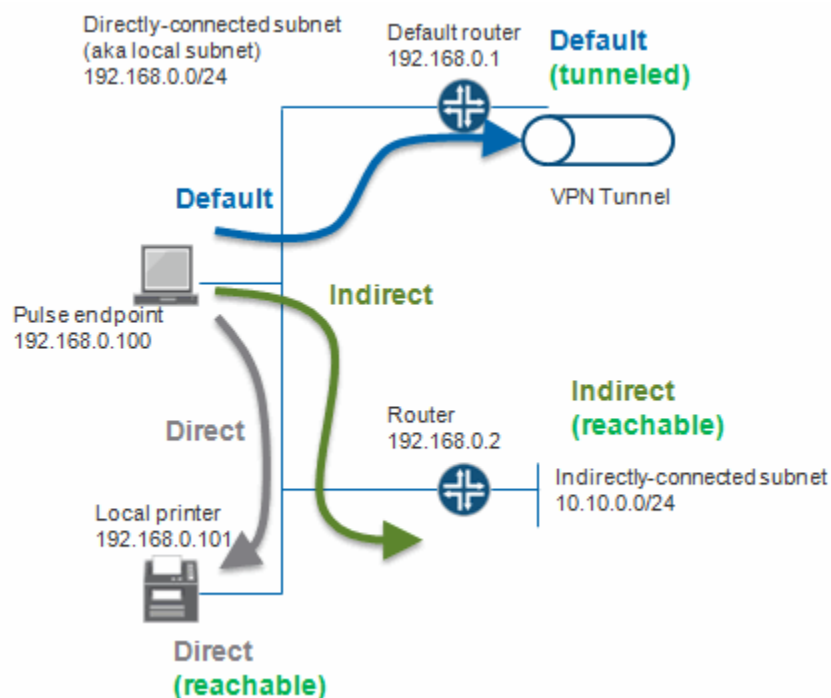 Directly-connected subnet
(aka local subnet)
192.168.0.0/24
Default router
192.168.0.1
Default
(tunneled)
VPN Tunnel
Default
Indirect
Pulse endpoint
192.168.0.100
Direct
Router
192.168.0.2
Indirect
(reachable)
Indirectly-connected subnet
10.10.0.0/24
Local printer
192.168.0.101
Direct
(reachable)